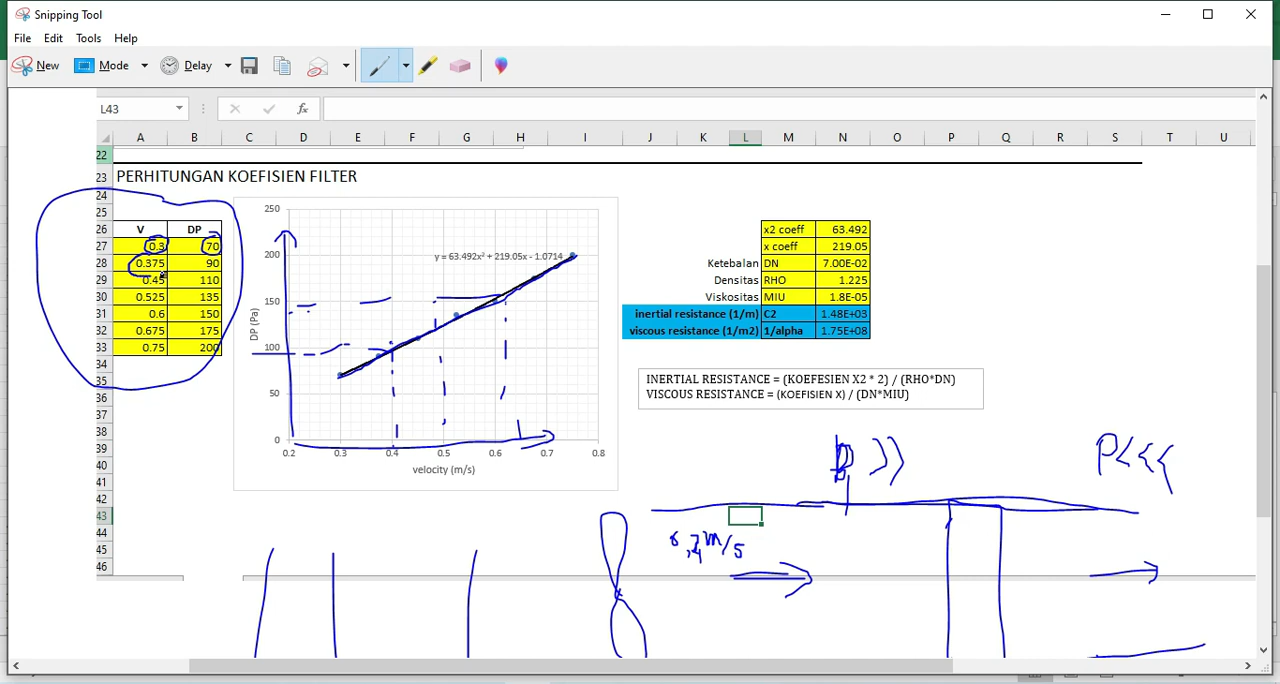 Snipping Tool
File Edit Tools Help
New Mode Delay
L43 fx
A B C D E F G H I J K L M N O P Q R S T U
22
23 PERHITUNGAN KOEFISIEN FILTER
24
25
26 V DP
27 0.3 70
28 0.375 90
29 0.45 110
30 0.525 135
31 0.6 150
32 0.675 175
33 0.75 200
34
35
36
37
38
39
40
41
42
43
44
45
46
250
200
150
100
50
0
DP (Pa)
y = 63.492x² + 219.05x - 1.0714
0.2 0.3 0.4 0.5 0.6 0.7 0.8
velocity (m/s)
x2 coeff 63.492
x coeff 219.05
Ketebalan DN 7.00E-02
Densitas RHO 1.225
Viskositas MIU 1.8E-05
inertial resistance (1/m) C2 1.48E+03
viscous resistance (1/m2) 1/alpha 1.75E+08
INERTIAL RESISTANCE = (KOEFESIEN X2 * 2) / (RHO*DN)
VISCOUS RESISTANCE = (KOEFISIEN X) / (DN*MIU)
P<<<
m/s